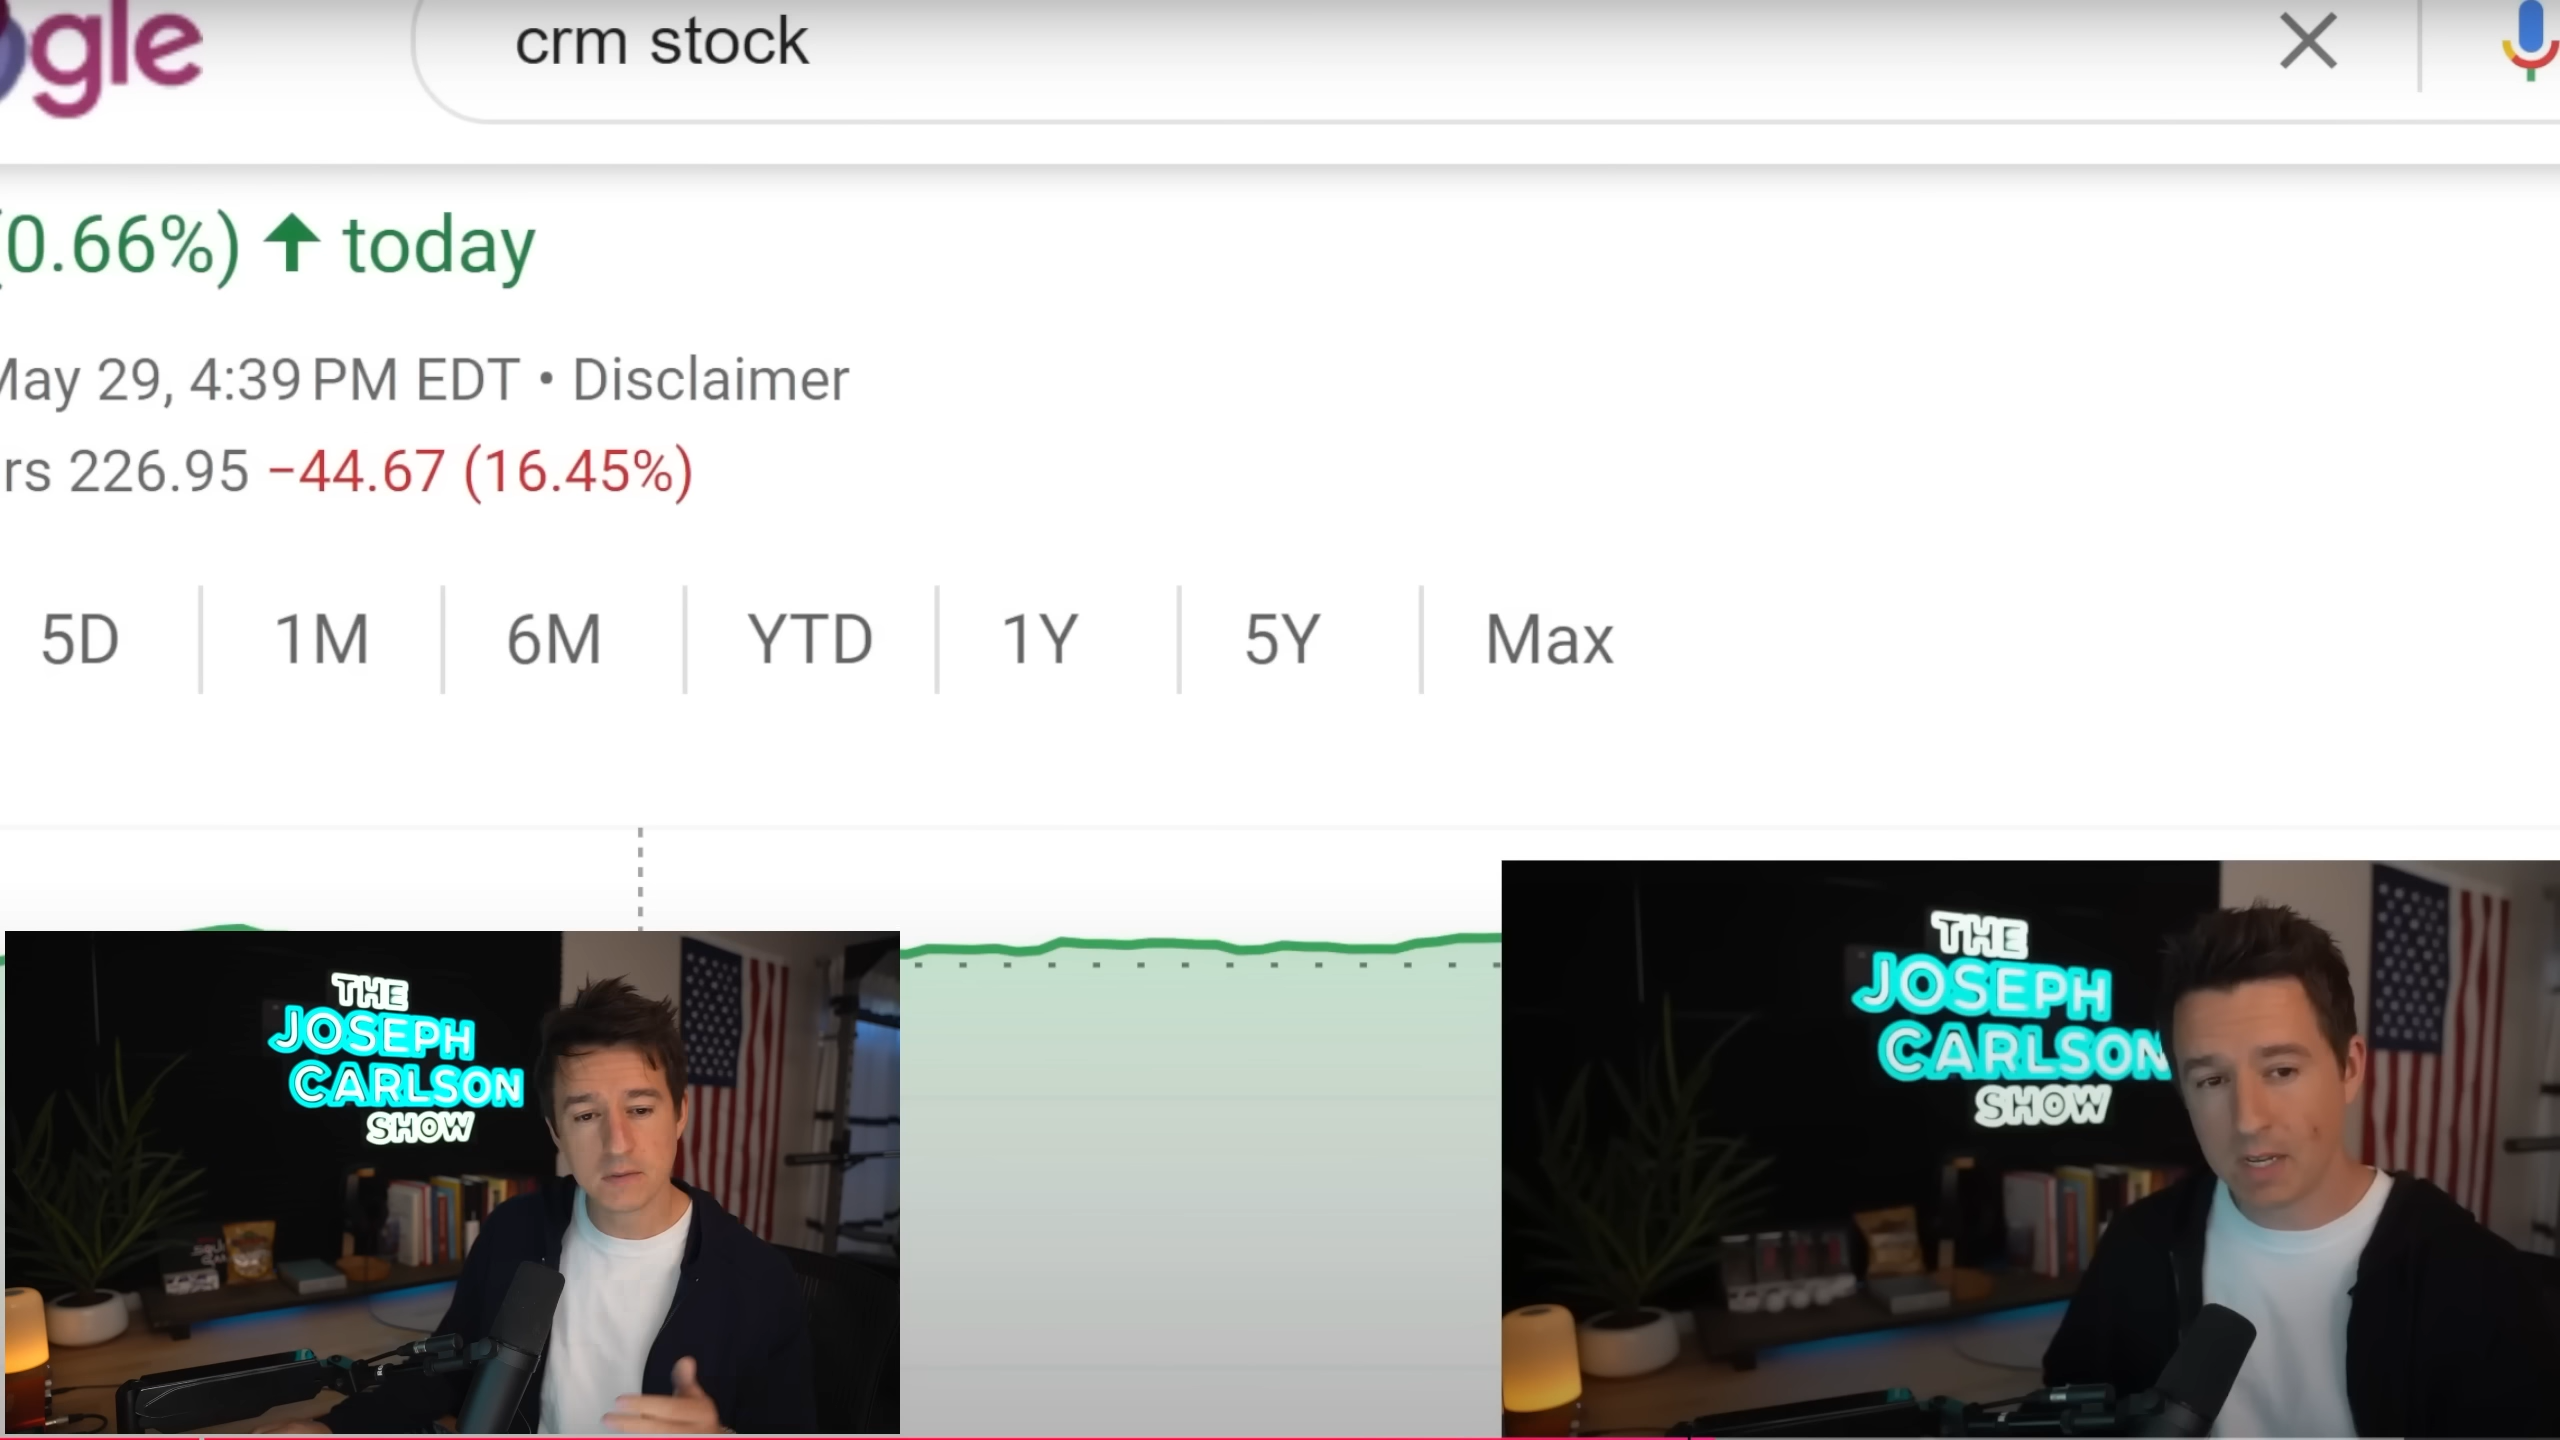 gle
crm stock
(0.66%) ↑ today
May 29, 4:39 PM EDT • Disclaimer
rs 226.95 −44.67 (16.45%)
5D
1M
6M
YTD
1Y
5Y
Max
THE
JOSEPH
CARLSON
SHOW
THE
JOSEPH
CARLSON
SHOW